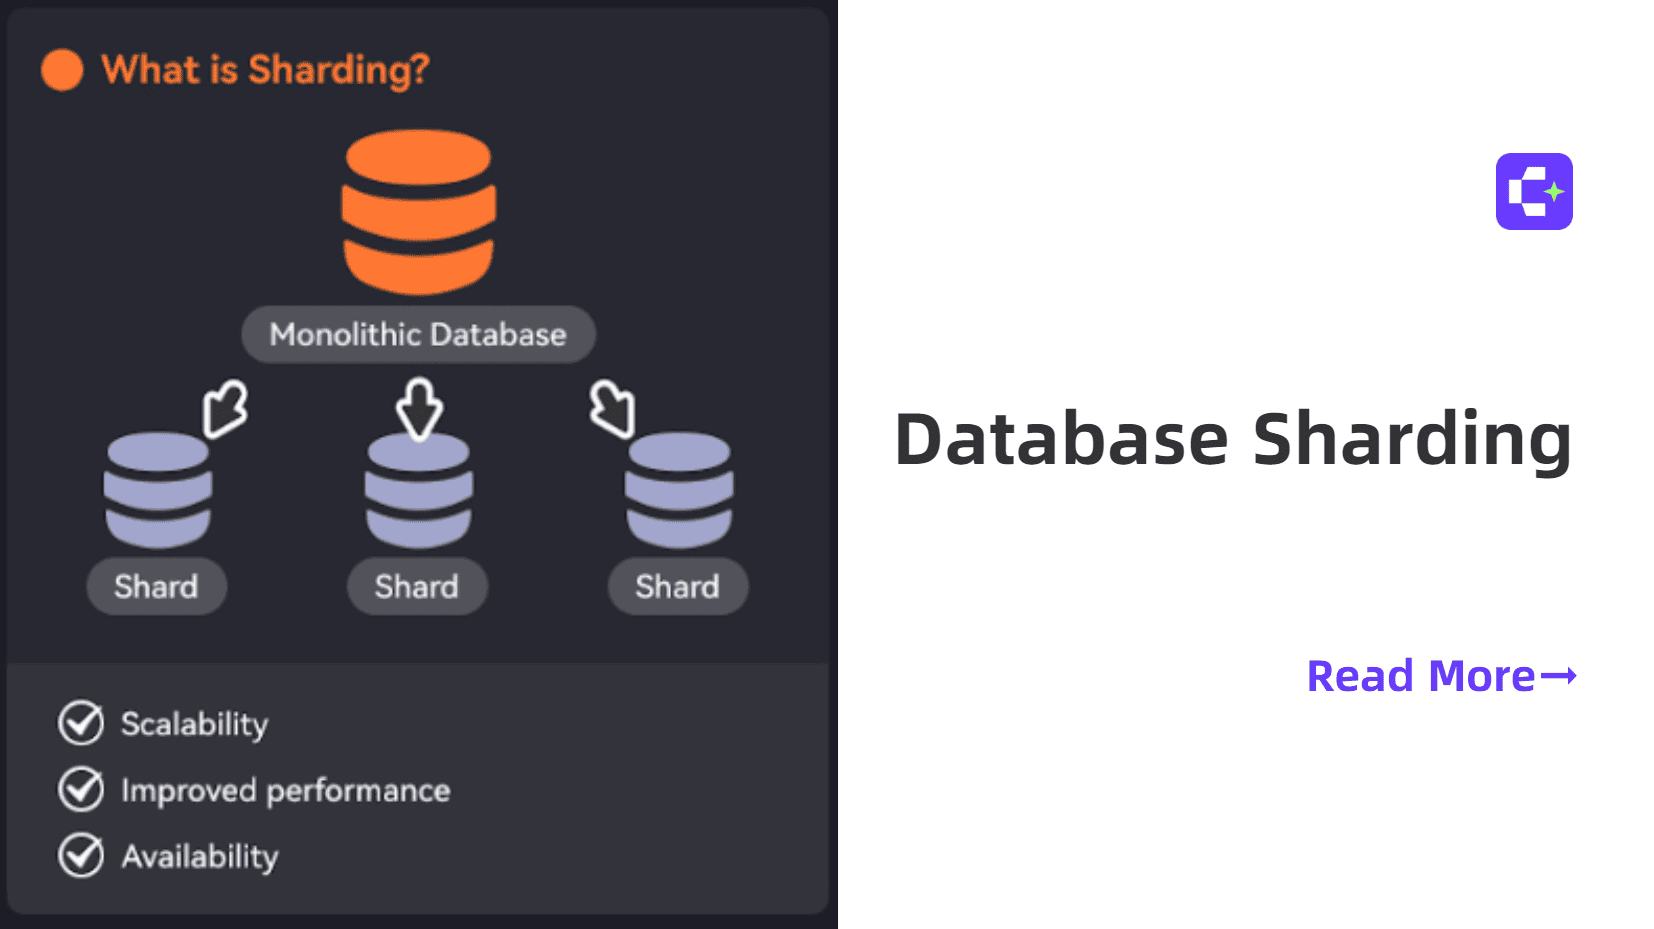 What is Sharding?
Monolithic Database
Shard
Shard
Shard
Scalability
Improved performance
Availability
Database Sharding
Read More→